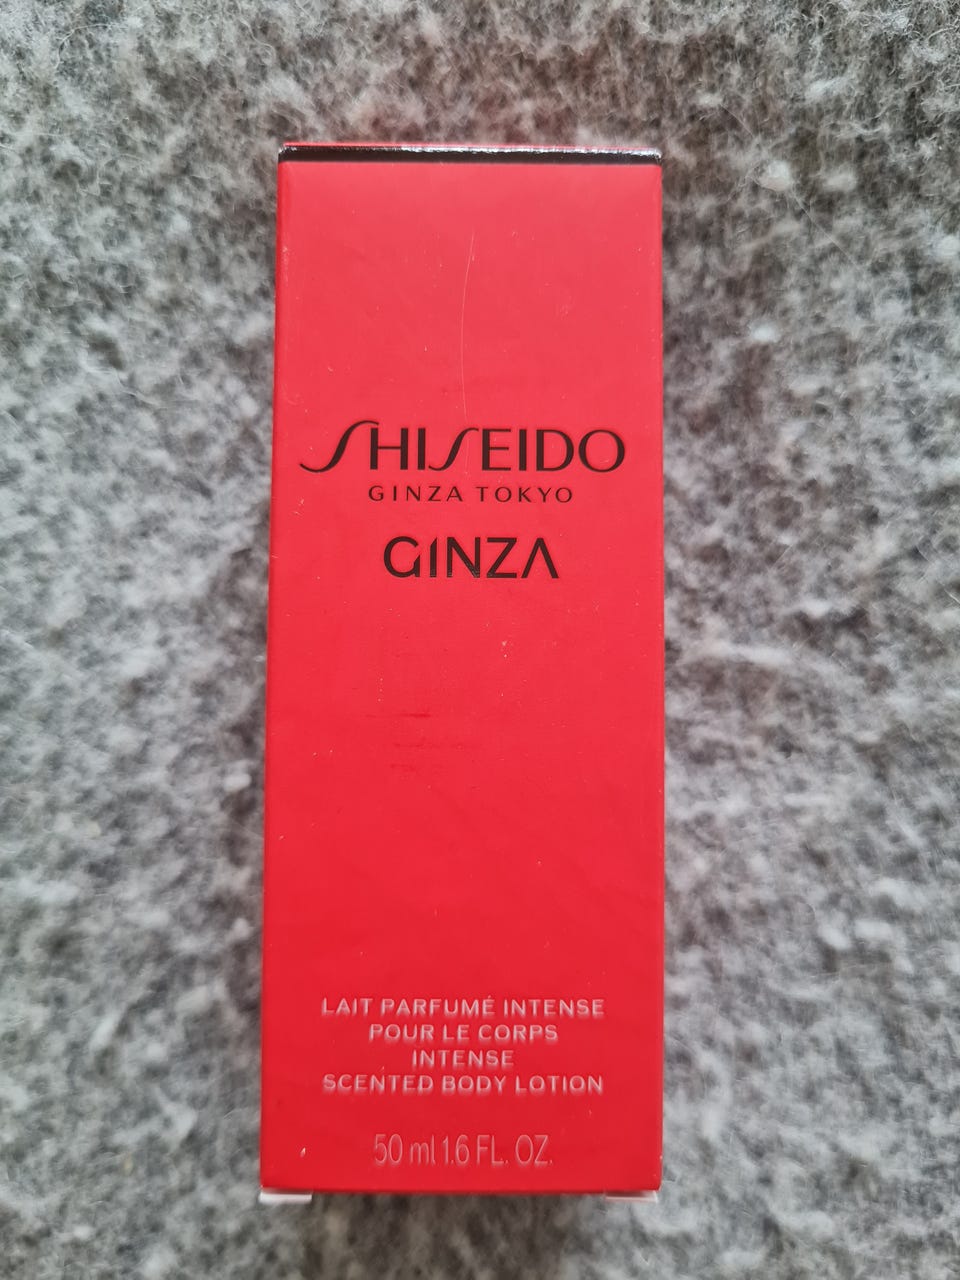 SHISEIDO
GINZA TOKYO
GINZA
LAIT PARFUMÉ INTENSE
POUR LE CORPS
INTENSE
SCENTED BODY LOTION
50 ml 1.6 FL. OZ.